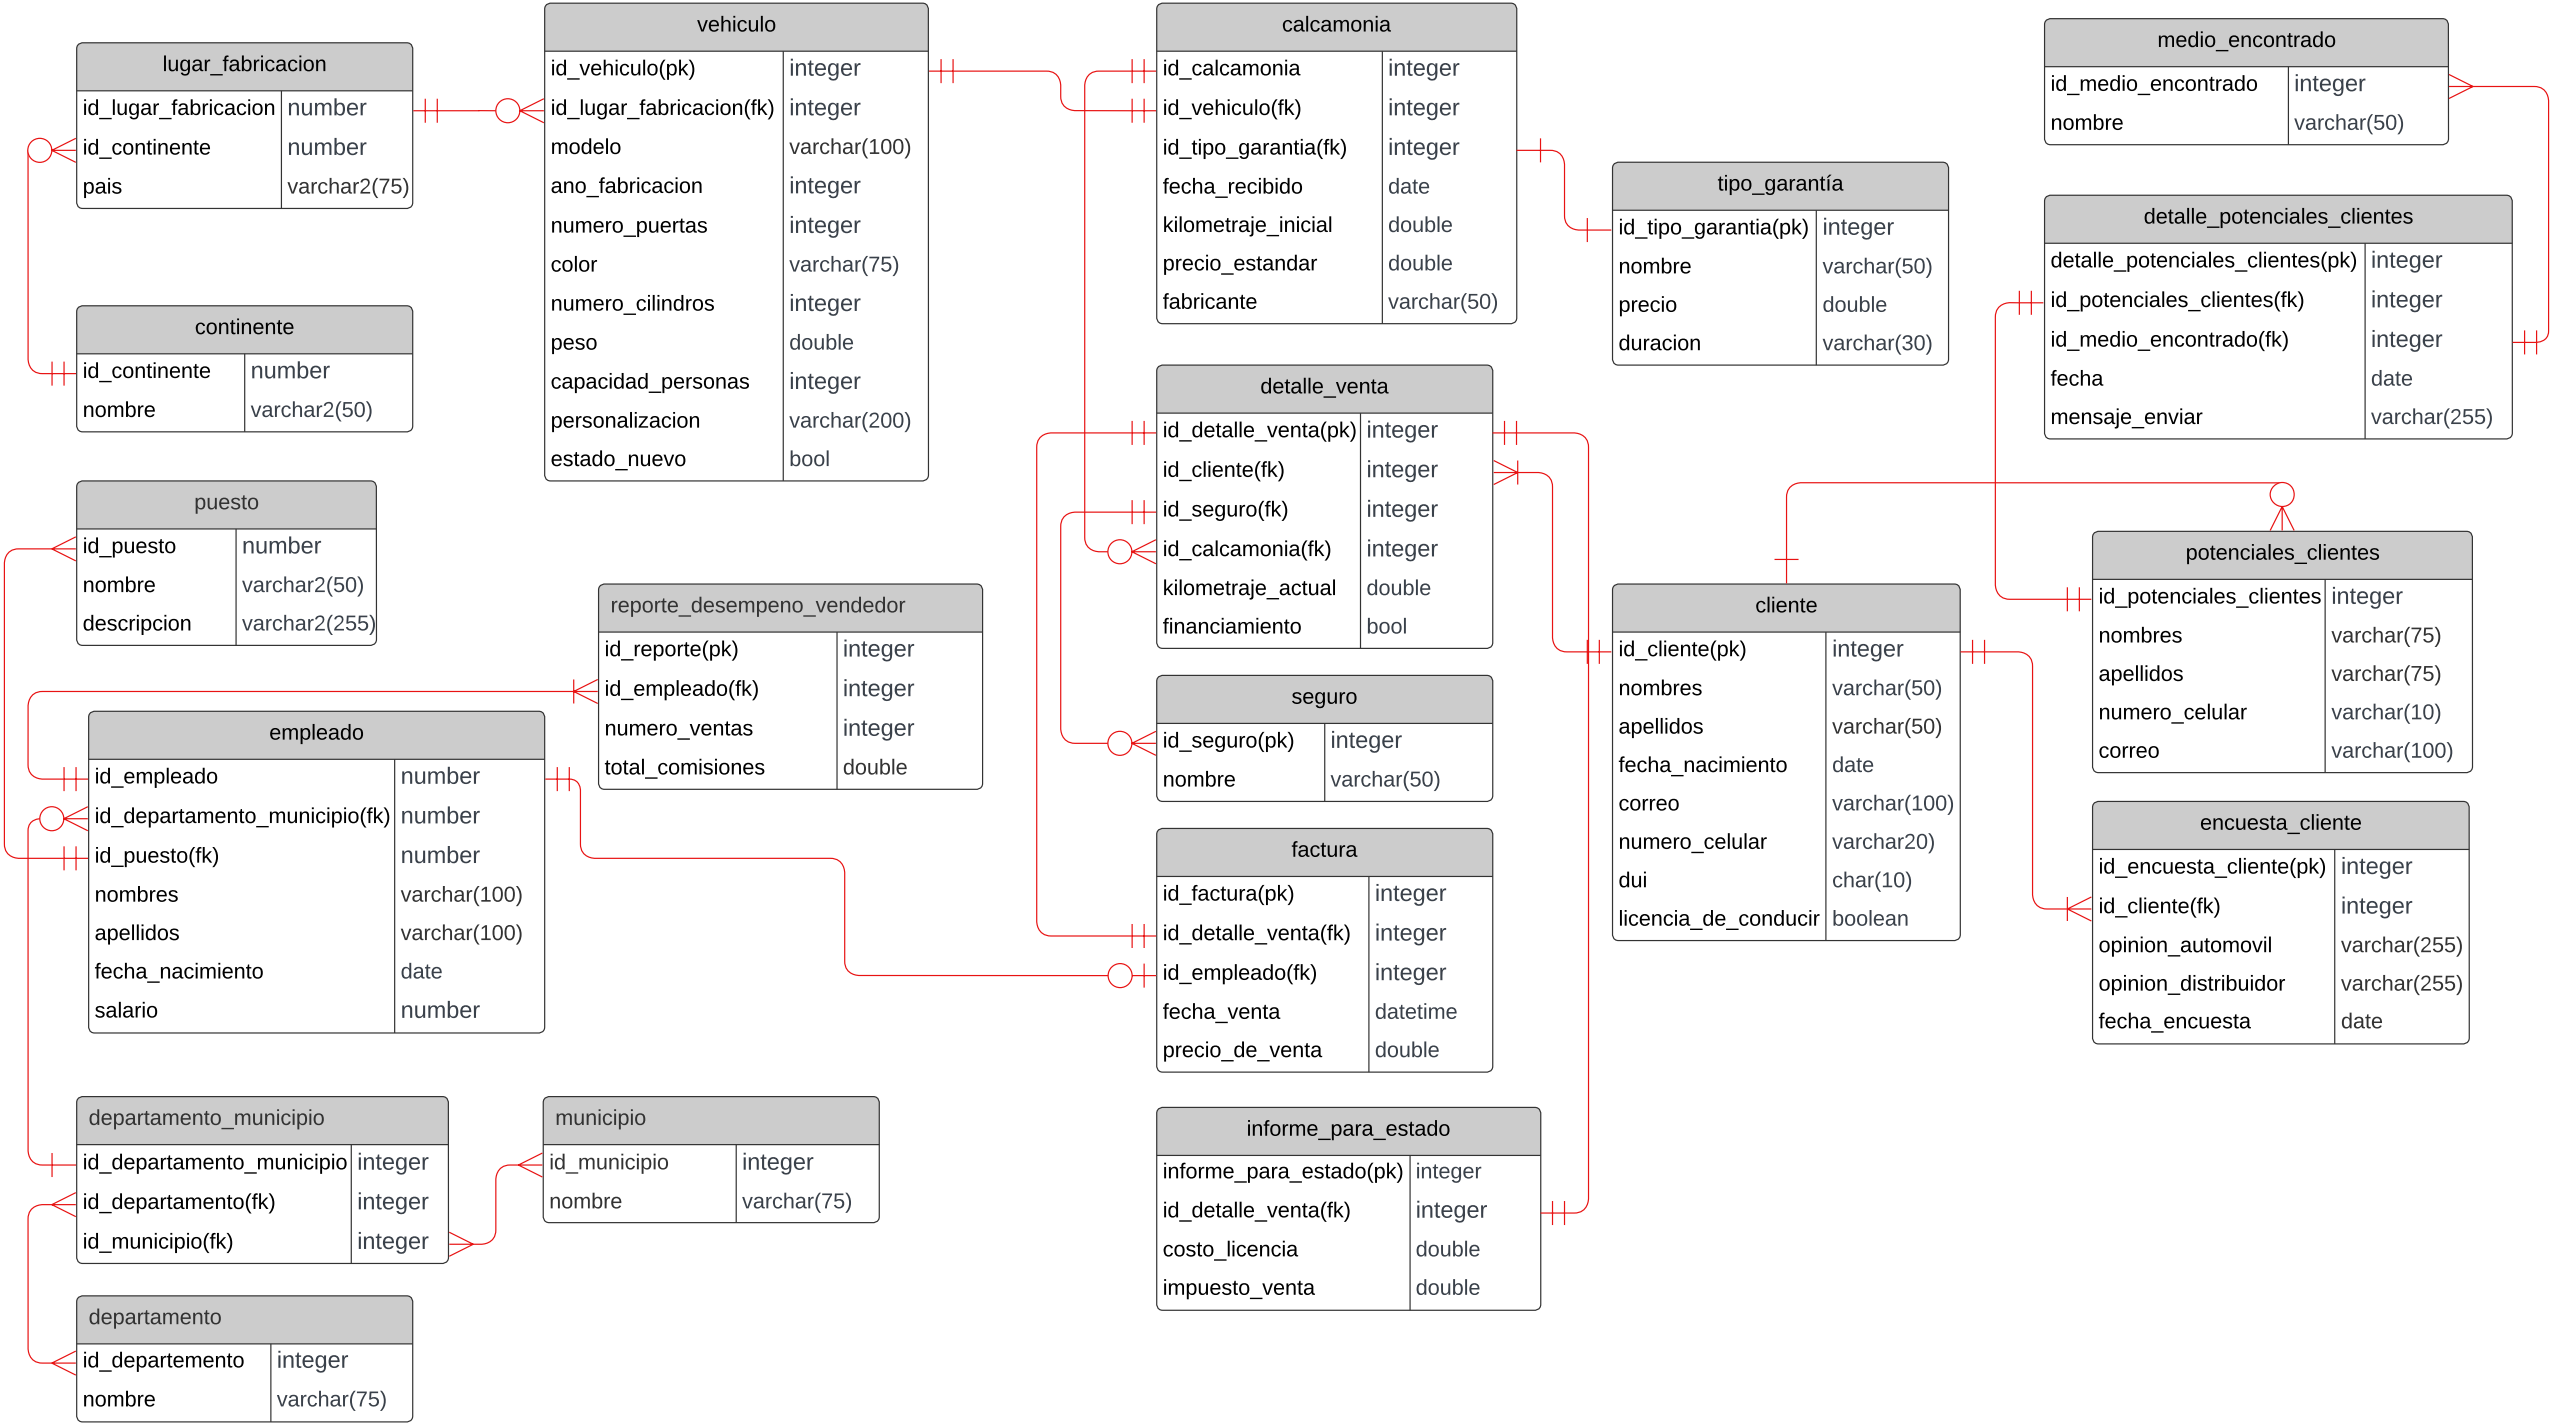 lugar_fabricacion
id_lugar_fabricacion number
id_continente number
pais varchar2(75)
continente
id_continente number
nombre varchar2(50)
puesto
id_puesto number
nombre varchar2(50)
descripcion varchar2(255)
empleado
id_empleado number
id_departamento_municipio(fk) number
id_puesto(fk) number
nombres varchar(100)
apellidos varchar(100)
fecha_nacimiento date
salario number
departamento_municipio
id_departamento_municipio integer
id_departamento(fk) integer
id_municipio(fk) integer
departamento
id_departemento integer
nombre varchar(75)
vehiculo
id_vehiculo(pk) integer
id_lugar_fabricacion(fk) integer
modelo varchar(100)
ano_fabricacion integer
numero_puertas integer
color varchar(75)
numero_cilindros integer
peso double
capacidad_personas integer
personalizacion varchar(200)
estado_nuevo bool
reporte_desempeno_vendedor
id_reporte(pk) integer
id_empleado(fk) integer
numero_ventas integer
total_comisiones double
municipio
id_municipio integer
nombre varchar(75)
calcamonia
id_calcamonia integer
id_vehiculo(fk) integer
id_tipo_garantia(fk) integer
fecha_recibido date
kilometraje_inicial double
precio_estandar double
fabricante varchar(50)
detalle_venta
id_detalle_venta(pk) integer
id_cliente(fk) integer
id_seguro(fk) integer
id_calcamonia(fk) integer
kilometraje_actual double
financiamiento bool
seguro
id_seguro(pk) integer
nombre varchar(50)
factura
id_factura(pk) integer
id_detalle_venta(fk) integer
id_empleado(fk) integer
fecha_venta datetime
precio_de_venta double
informe_para_estado
informe_para_estado(pk) integer
id_detalle_venta(fk) integer
costo_licencia double
impuesto_venta double
tipo_garantía
id_tipo_garantia(pk) integer
nombre varchar(50)
precio double
duracion varchar(30)
cliente
id_cliente(pk) integer
nombres varchar(50)
apellidos varchar(50)
fecha_nacimiento date
correo varchar(100)
numero_celular varchar20)
dui char(10)
licencia_de_conducir boolean
medio_encontrado
id_medio_encontrado integer
nombre varchar(50)
detalle_potenciales_clientes
detalle_potenciales_clientes(pk) integer
id_potenciales_clientes(fk) integer
id_medio_encontrado(fk) integer
fecha date
mensaje_enviar varchar(255)
potenciales_clientes
id_potenciales_clientes integer
nombres varchar(75)
apellidos varchar(75)
numero_celular varchar(10)
correo varchar(100)
encuesta_cliente
id_encuesta_cliente(pk) integer
id_cliente(fk) integer
opinion_automovil varchar(255)
opinion_distribuidor varchar(255)
fecha_encuesta date